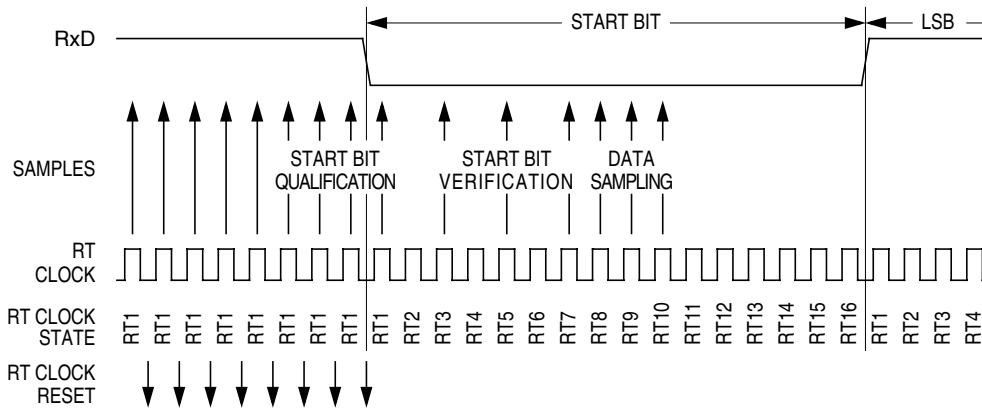 START BIT
LSB
RxD
SAMPLES
START BIT
QUALIFICATION
START BIT
VERIFICATION
DATA
SAMPLING
RT
CLOCK
RT CLOCK
STATE
RT1 RT1 RT1 RT1 RT1 RT1 RT1 RT1 RT1 RT2 RT3 RT4 RT5 RT6 RT7 RT8 RT9 RT10 RT11 RT12 RT13 RT14 RT15 RT16 RT1 RT2 RT3 RT4
RT CLOCK
RESET